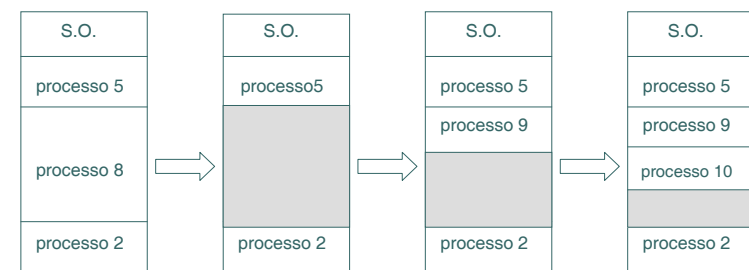 S.O.
processo 5
processo 8
processo 2
S.O.
processo5
processo 2
S.O.
processo 5
processo 9
processo 2
S.O.
processo 5
processo 9
processo 10
processo 2